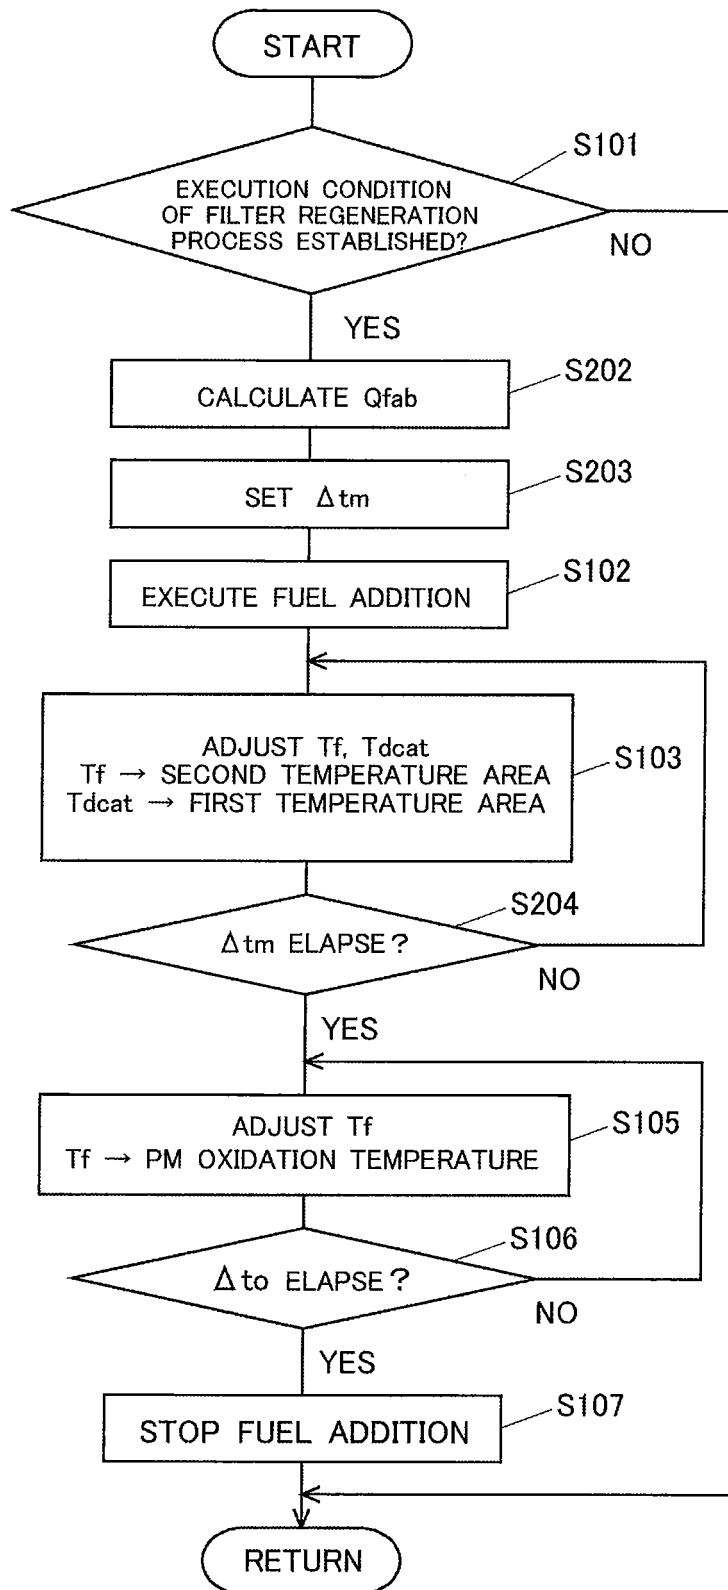 START
S101
EXECUTION CONDITION
OF FILTER REGENERATION
PROCESS ESTABLISHED?
NO
YES
S202
CALCULATE Qfab
S203
SET Δtm
S102
EXECUTE FUEL ADDITION
ADJUST Tf, Tdcat
Tf → SECOND TEMPERATURE AREA
Tdcat → FIRST TEMPERATURE AREA
S103
S204
Δtm ELAPSE?
NO
YES
ADJUST Tf
Tf → PM OXIDATION TEMPERATURE
S105
S106
Δto ELAPSE?
NO
YES
S107
STOP FUEL ADDITION
RETURN